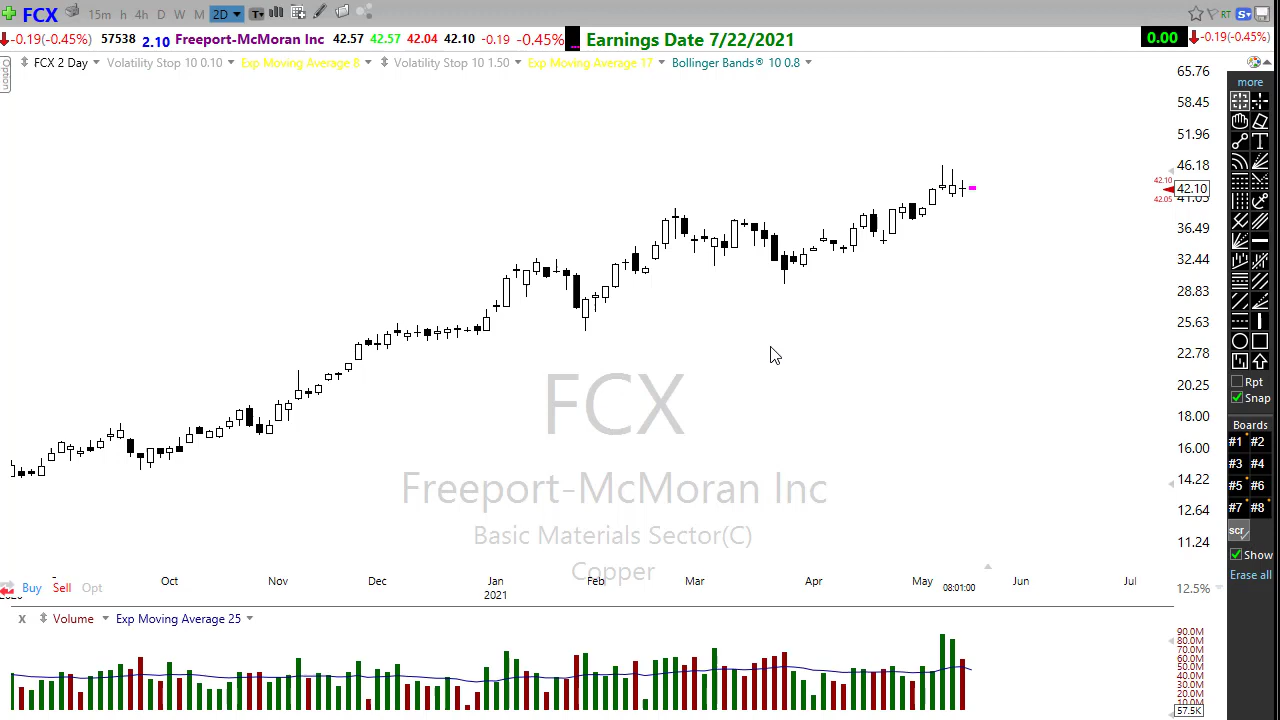 FCX 15m h 4h D W M 2D RT
-0.19(-0.45%) 57538 2.10 Freeport-McMoran Inc 42.57 42.57 42.04 42.10 -0.19 -0.45% Earnings Date 7/22/2021 0.00 -0.19(-0.45%)
Option
FCX 2 Day Volatility Stop 10 0.10 Exp Moving Average 8 Volatility Stop 10 1.50 Exp Moving Average 17 Bollinger Bands® 10 0.8
65.76
58.45
51.96
46.18
42.10
42.10
41.05
42.05
36.49
32.44
28.83
25.63
22.78
20.25
18.00
16.00
14.22
12.64
11.24
12.5%
FCX
Freeport-McMoran Inc
Basic Materials Sector(C)
Copper
Oct Nov Dec Jan Feb Mar Apr May Jun Jul
2021 08:01:00
Buy Sell Opt
X Volume Exp Moving Average 25
90.0M
80.0M
70.0M
60.0M
50.0M
40.0M
30.0M
20.0M
10.0M
57.5K
more
Rpt
Snap
Boards
#1 #2
#3 #4
#5 #6
#7 #8
scr
Show
Erase all